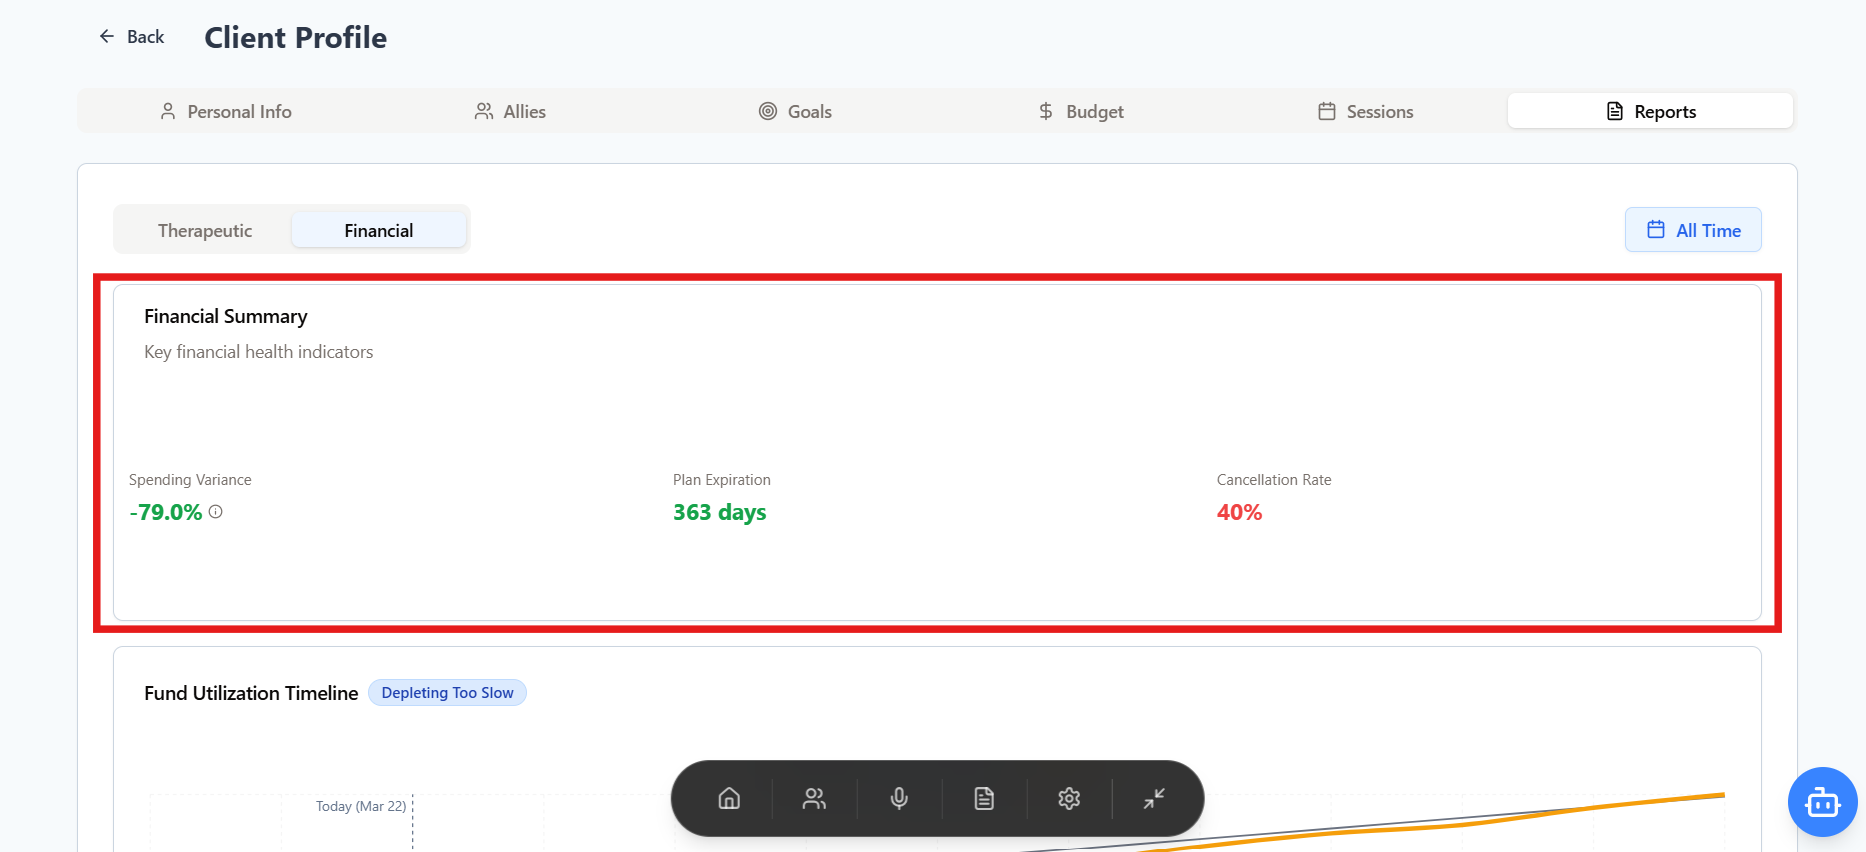 Back
Client Profile
Personal Info
Allies
Goals
Budget
Sessions
Reports
Therapeutic
Financial
All Time
Financial Summary
Key financial health indicators
Spending Variance
Plan Expiration
Cancellation Rate
-79.0%
363 days
40%
Fund Utilization Timeline
Depleting Too Slow
Today (Mar 22)